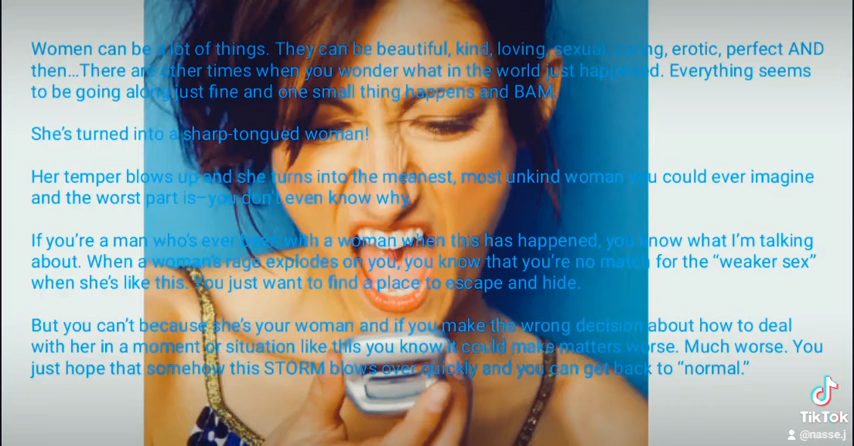 Women can be a lot of things. They can be beautiful, kind, loving, sexual, caring, erotic, perfect AND
then…There are other times when you wonder what in the world just happened. Everything seems
to be going along just fine and one small thing happens and BAM.
She’s turned into a sharp-tongued woman!
Her temper blows up and she turns into the meanest, most unkind woman you could ever imagine
and the worst part is–you don’t even know why.
If you’re a man who’s ever been with a woman when this has happened, you know what I’m talking
about. When a woman’s rage explodes on you, you know that you’re no match for the “weaker sex”
when she’s like this. You just want to find a place to escape and hide.
But you can’t because she’s your woman and if you make the wrong decision about how to deal
with her in a moment or situation like this you know it could make matters worse. Much worse. You
just hope that somehow this STORM blows over quickly and you can get back to “normal.”
TikTok
@nasse.j